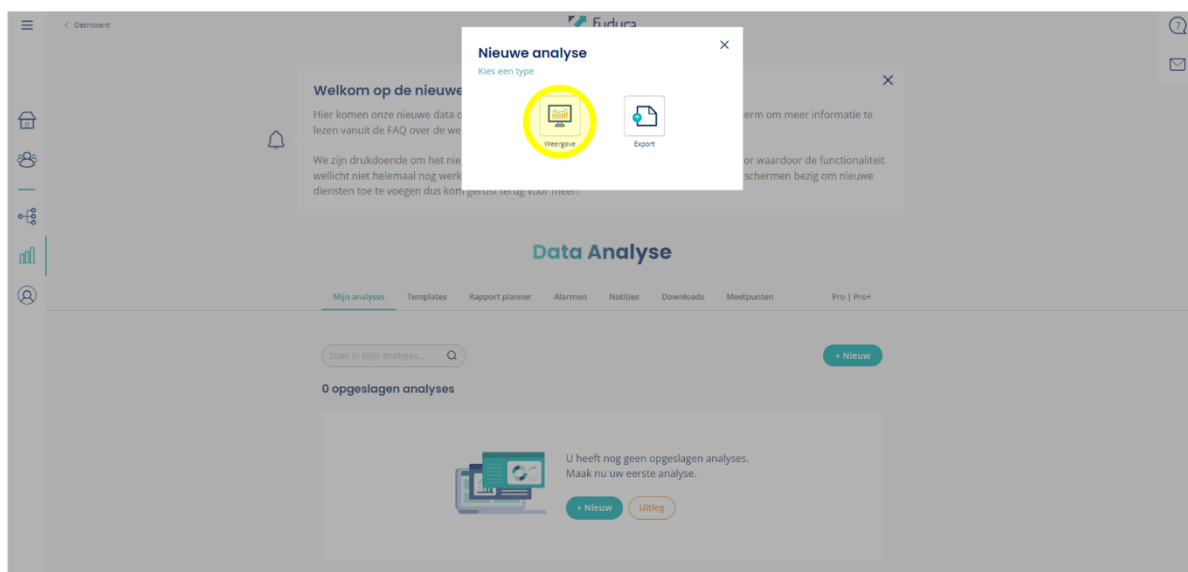 Dashboard
Fudura
Nieuwe analyse
Kies een type
Weergave
Export
Welkom op de nieuwe
Hier komen onze nieuwe data
erm om meer informatie te
lezen vanuit de FAQ over de we
We zijn drukdoende om het nie
or waardoor de functionaliteit
wellicht niet helemaal nog werk
schermen bezig om nieuwe
diensten toe te voegen dus kom gerust terug voor meer!
Data Analyse
Mijn analyses Templates Rapport planner Alarmen Notities Downloads Meetpunten Pro | Pro+
Zoek in Mijn analyses...
+ Nieuw
0 opgeslagen analyses
U heeft nog geen opgeslagen analyses.
Maak nu uw eerste analyse.
+ Nieuw Uitleg